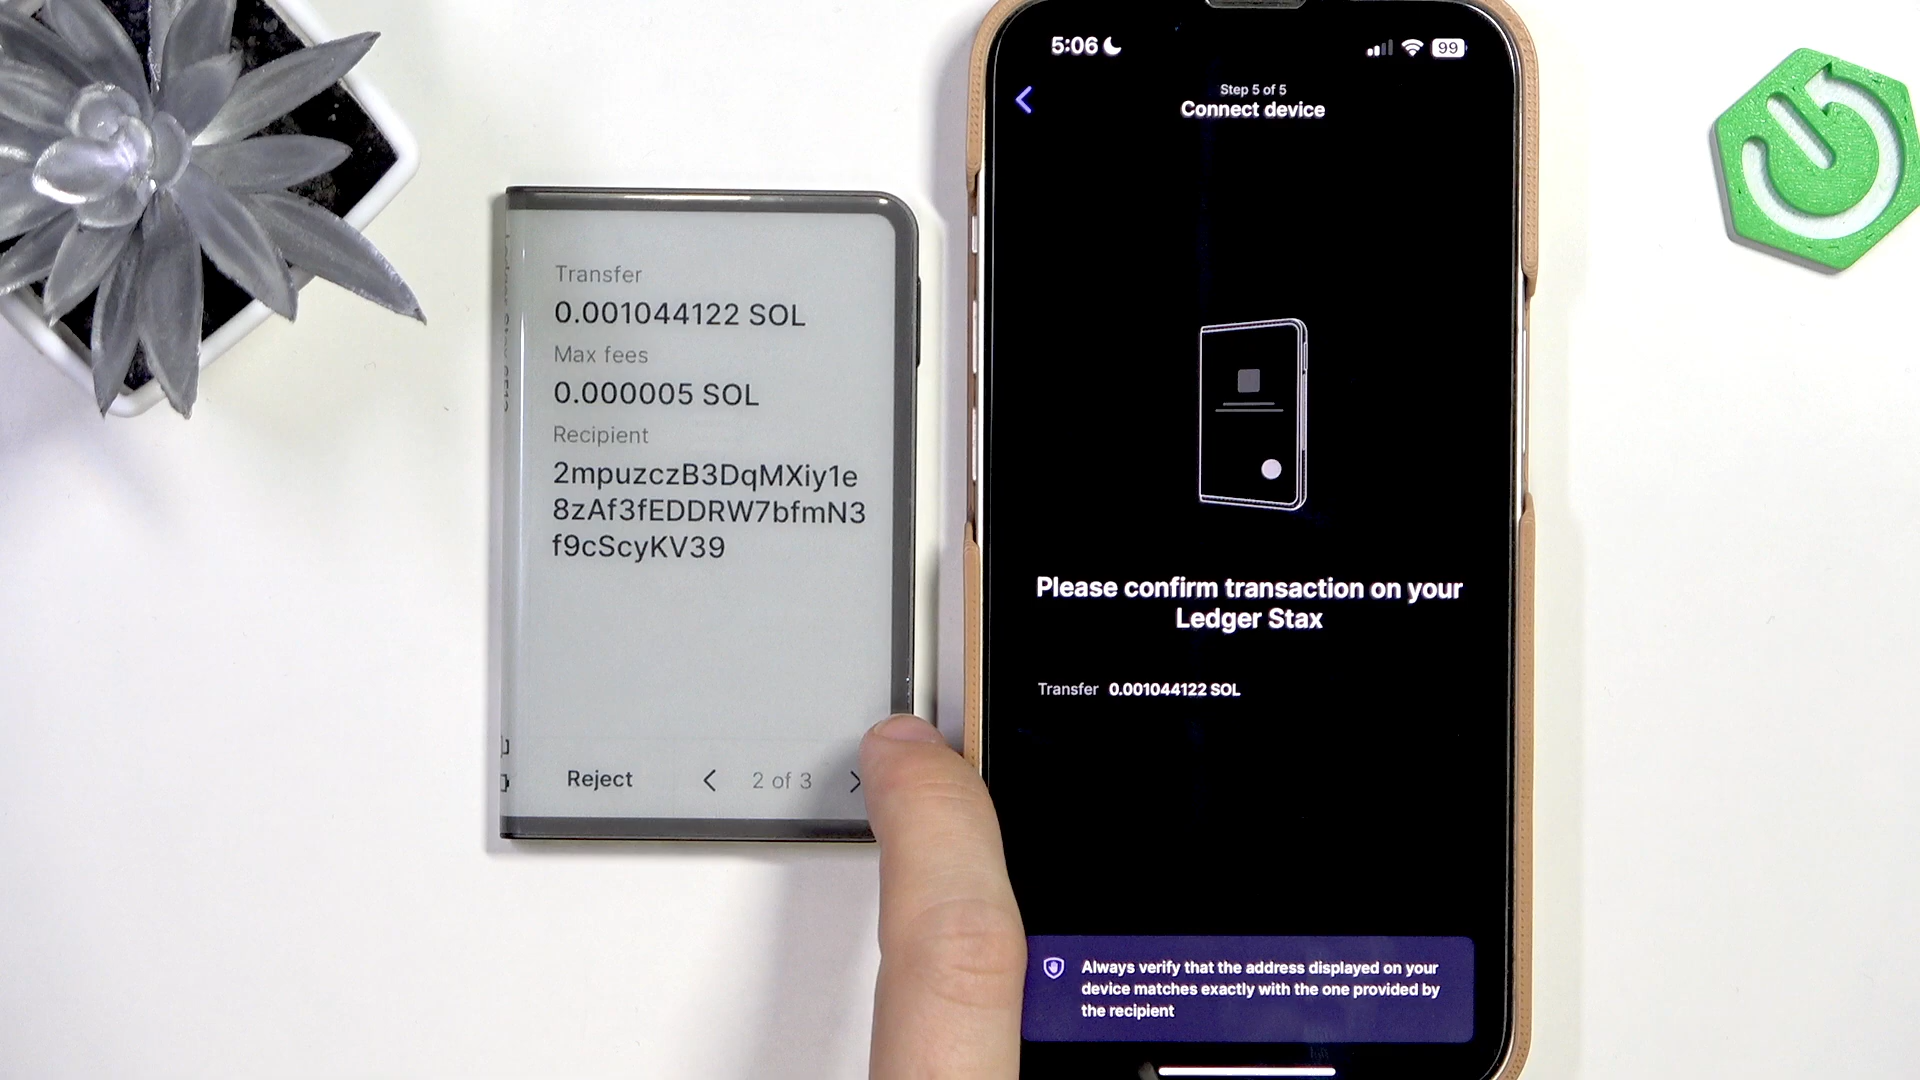 Transfer
0.001044122 SOL
Max fees
0.000005 SOL
Recipient
2mpuzczB3DqMXiy1e
8zAf3fEDDRW7bfmN3
f9cScyKV39
Reject
2 of 3
5:06
99
Step 5 of 5
Connect device
Please confirm transaction on your
Ledger Stax
Transfer 0.001044122 SOL
Always verify that the address displayed on your
device matches exactly with the one provided by
the recipient